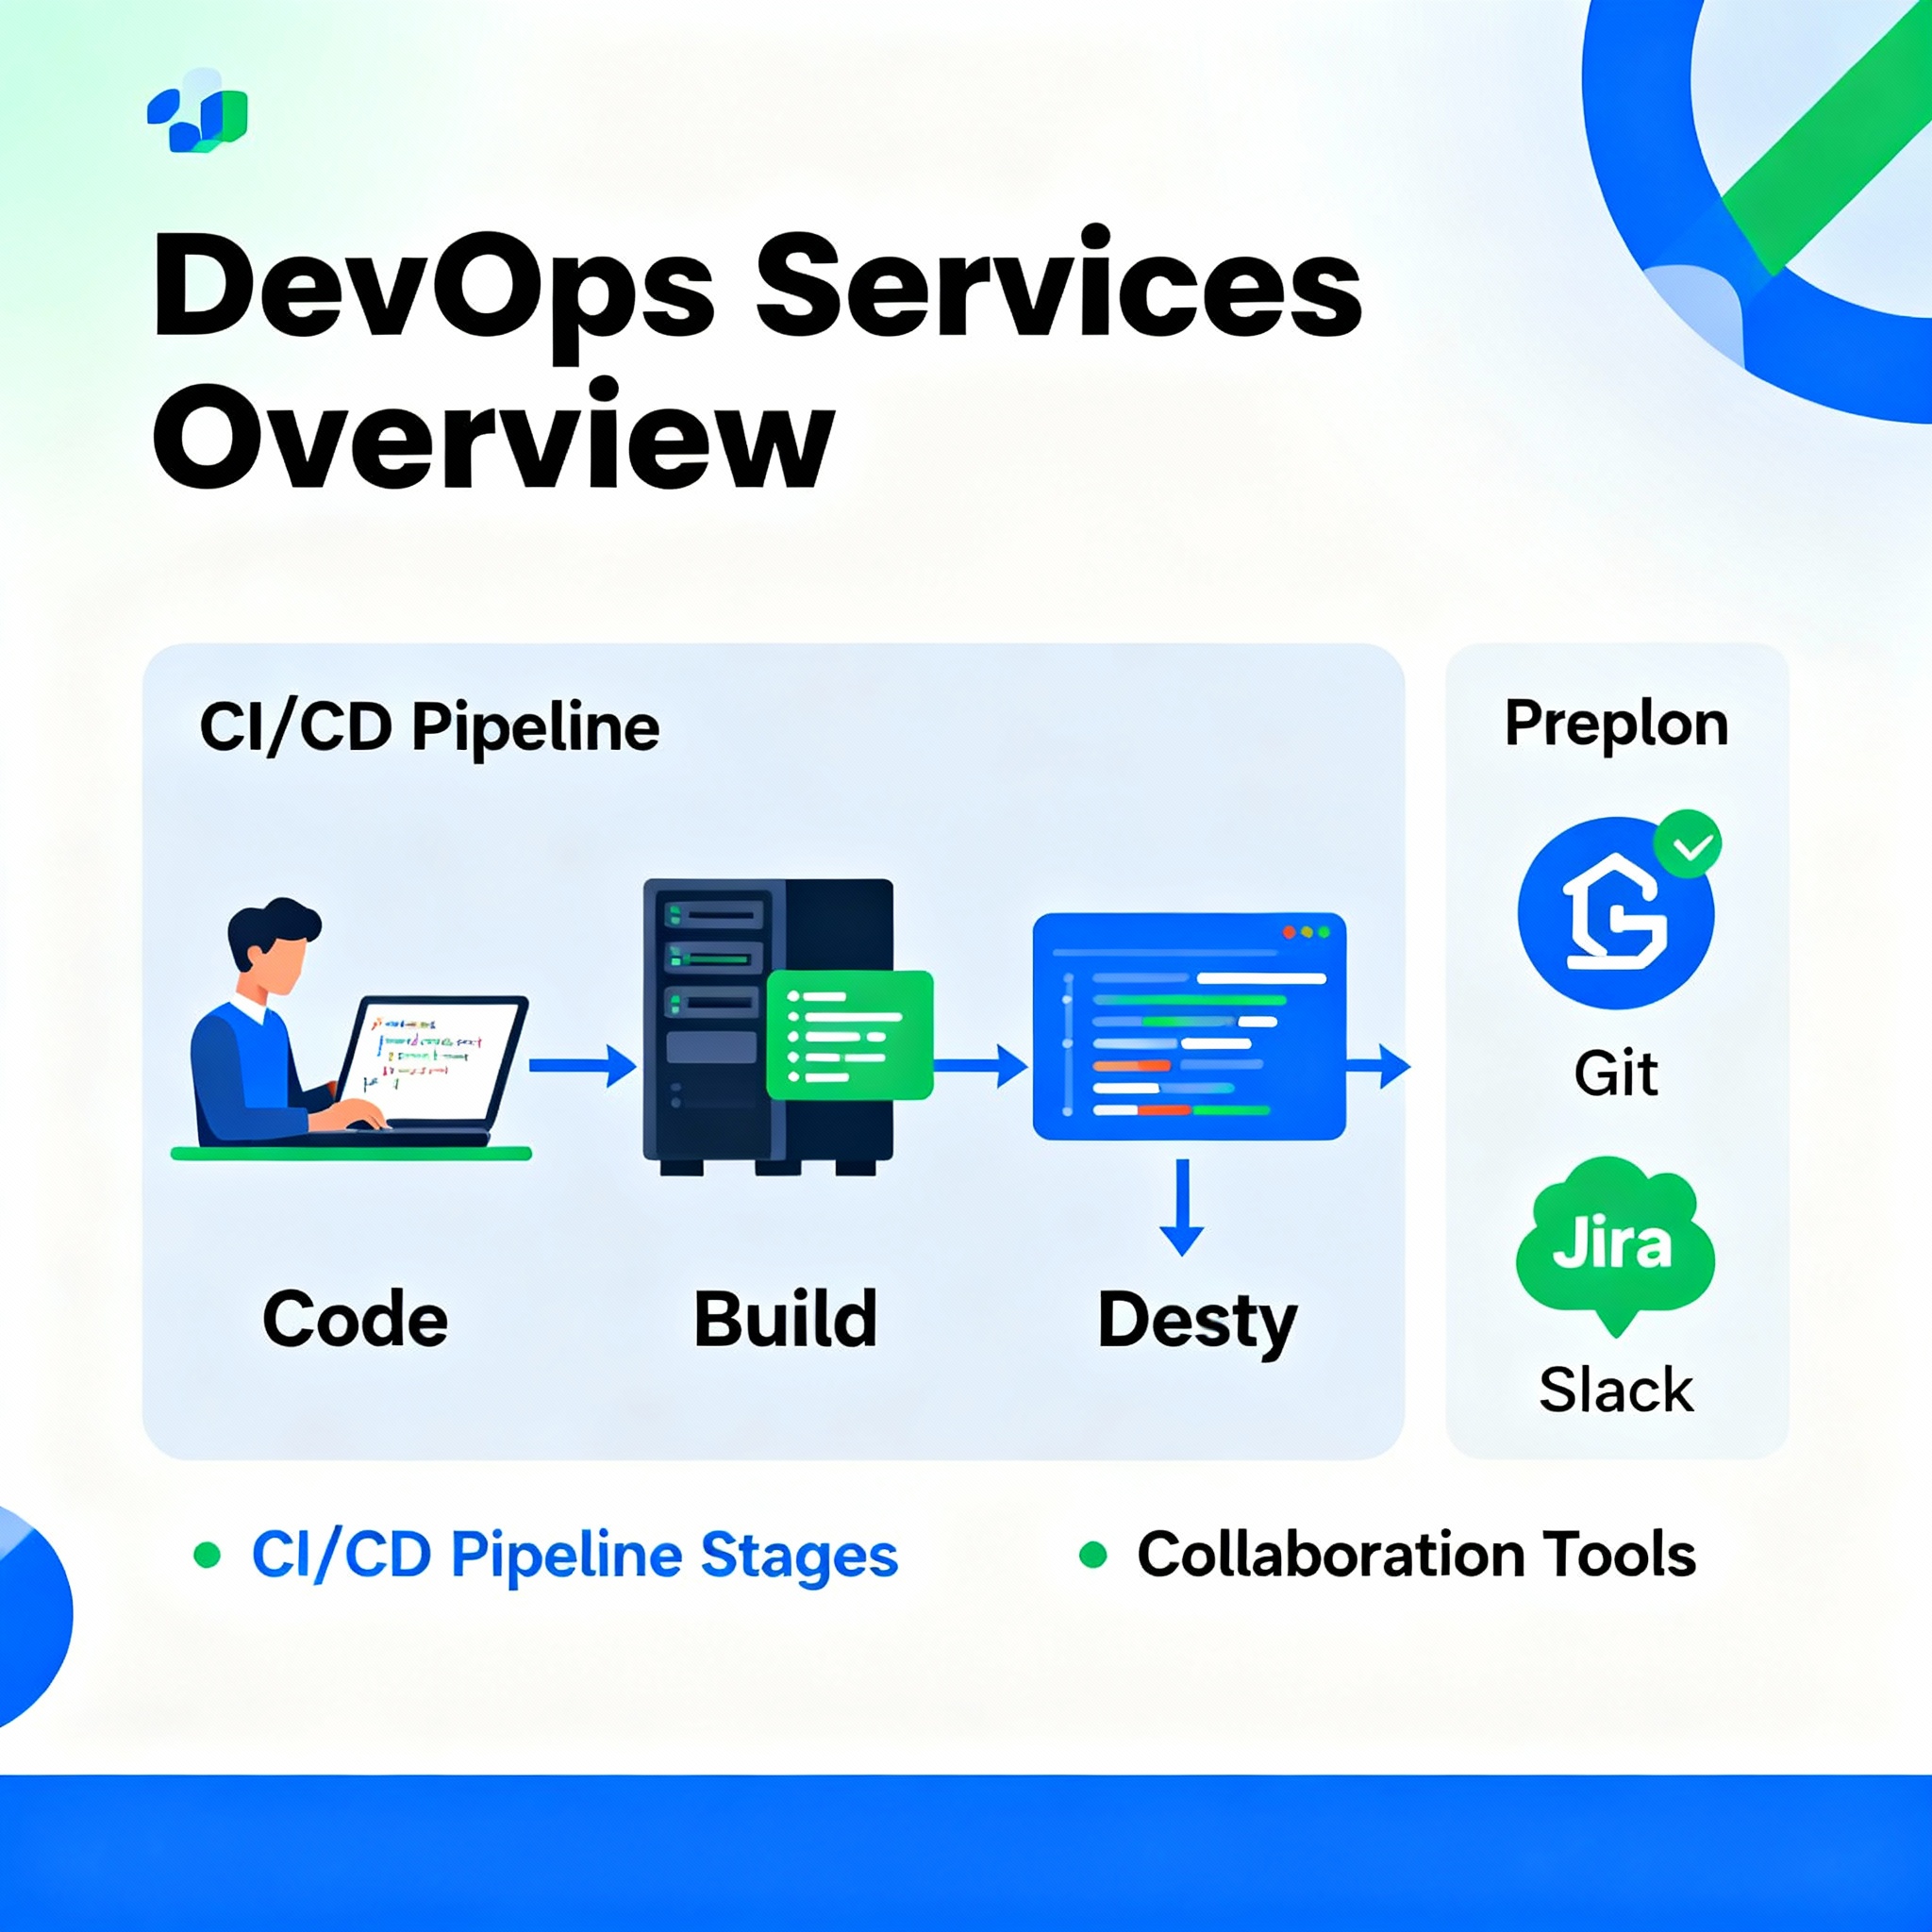 DevOps Services
Overview
CI/CD Pipeline
Preplon
Git
Jira
Slack
Code
Build
Desty
CI/CD Pipeline Stages
Collaboration Tools